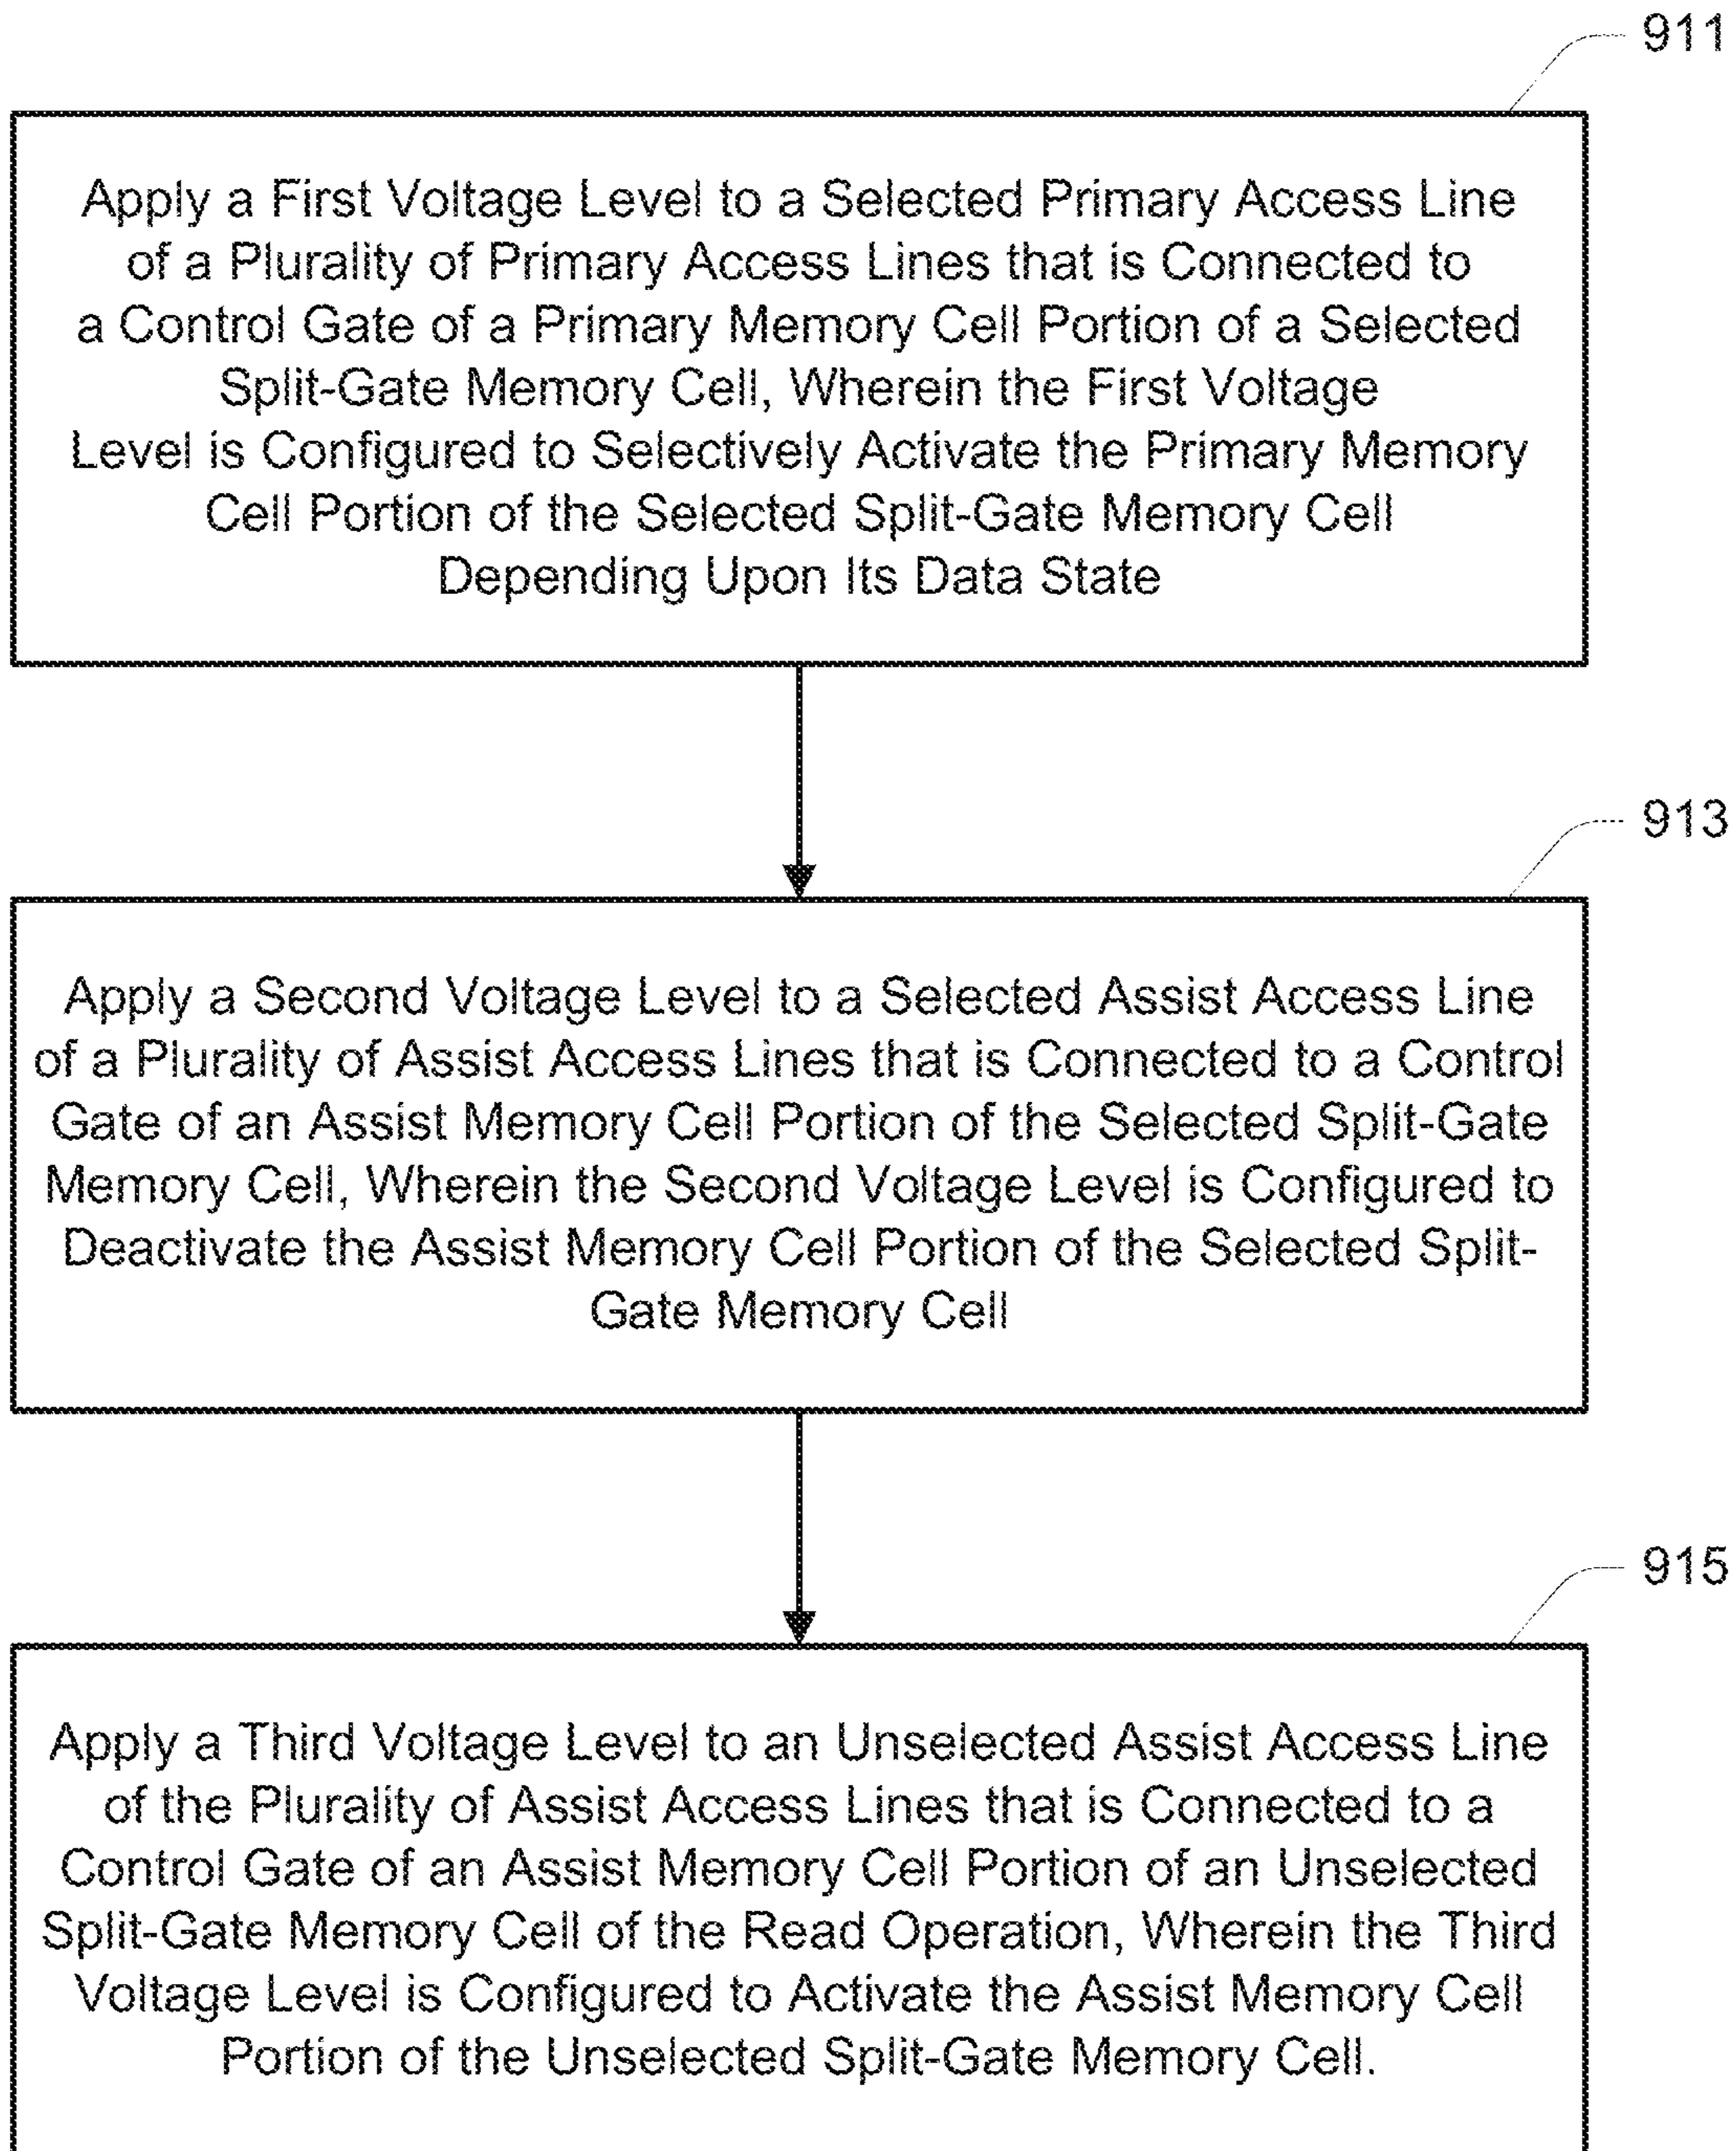 911
Apply a First Voltage Level to a Selected Primary Access Line
of a Plurality of Primary Access Lines that is Connected to
a Control Gate of a Primary Memory Cell Portion of a Selected
Split-Gate Memory Cell, Wherein the First Voltage
Level is Configured to Selectively Activate the Primary Memory
Cell Portion of the Selected Split-Gate Memory Cell
Depending Upon Its Data State
913
Apply a Second Voltage Level to a Selected Assist Access Line
of a Plurality of Assist Access Lines that is Connected to a Control
Gate of an Assist Memory Cell Portion of the Selected Split-Gate
Memory Cell, Wherein the Second Voltage Level is Configured to
Deactivate the Assist Memory Cell Portion of the Selected Split-
Gate Memory Cell
915
Apply a Third Voltage Level to an Unselected Assist Access Line
of the Plurality of Assist Access Lines that is Connected to a
Control Gate of an Assist Memory Cell Portion of an Unselected
Split-Gate Memory Cell of the Read Operation, Wherein the Third
Voltage Level is Configured to Activate the Assist Memory Cell
Portion of the Unselected Split-Gate Memory Cell.